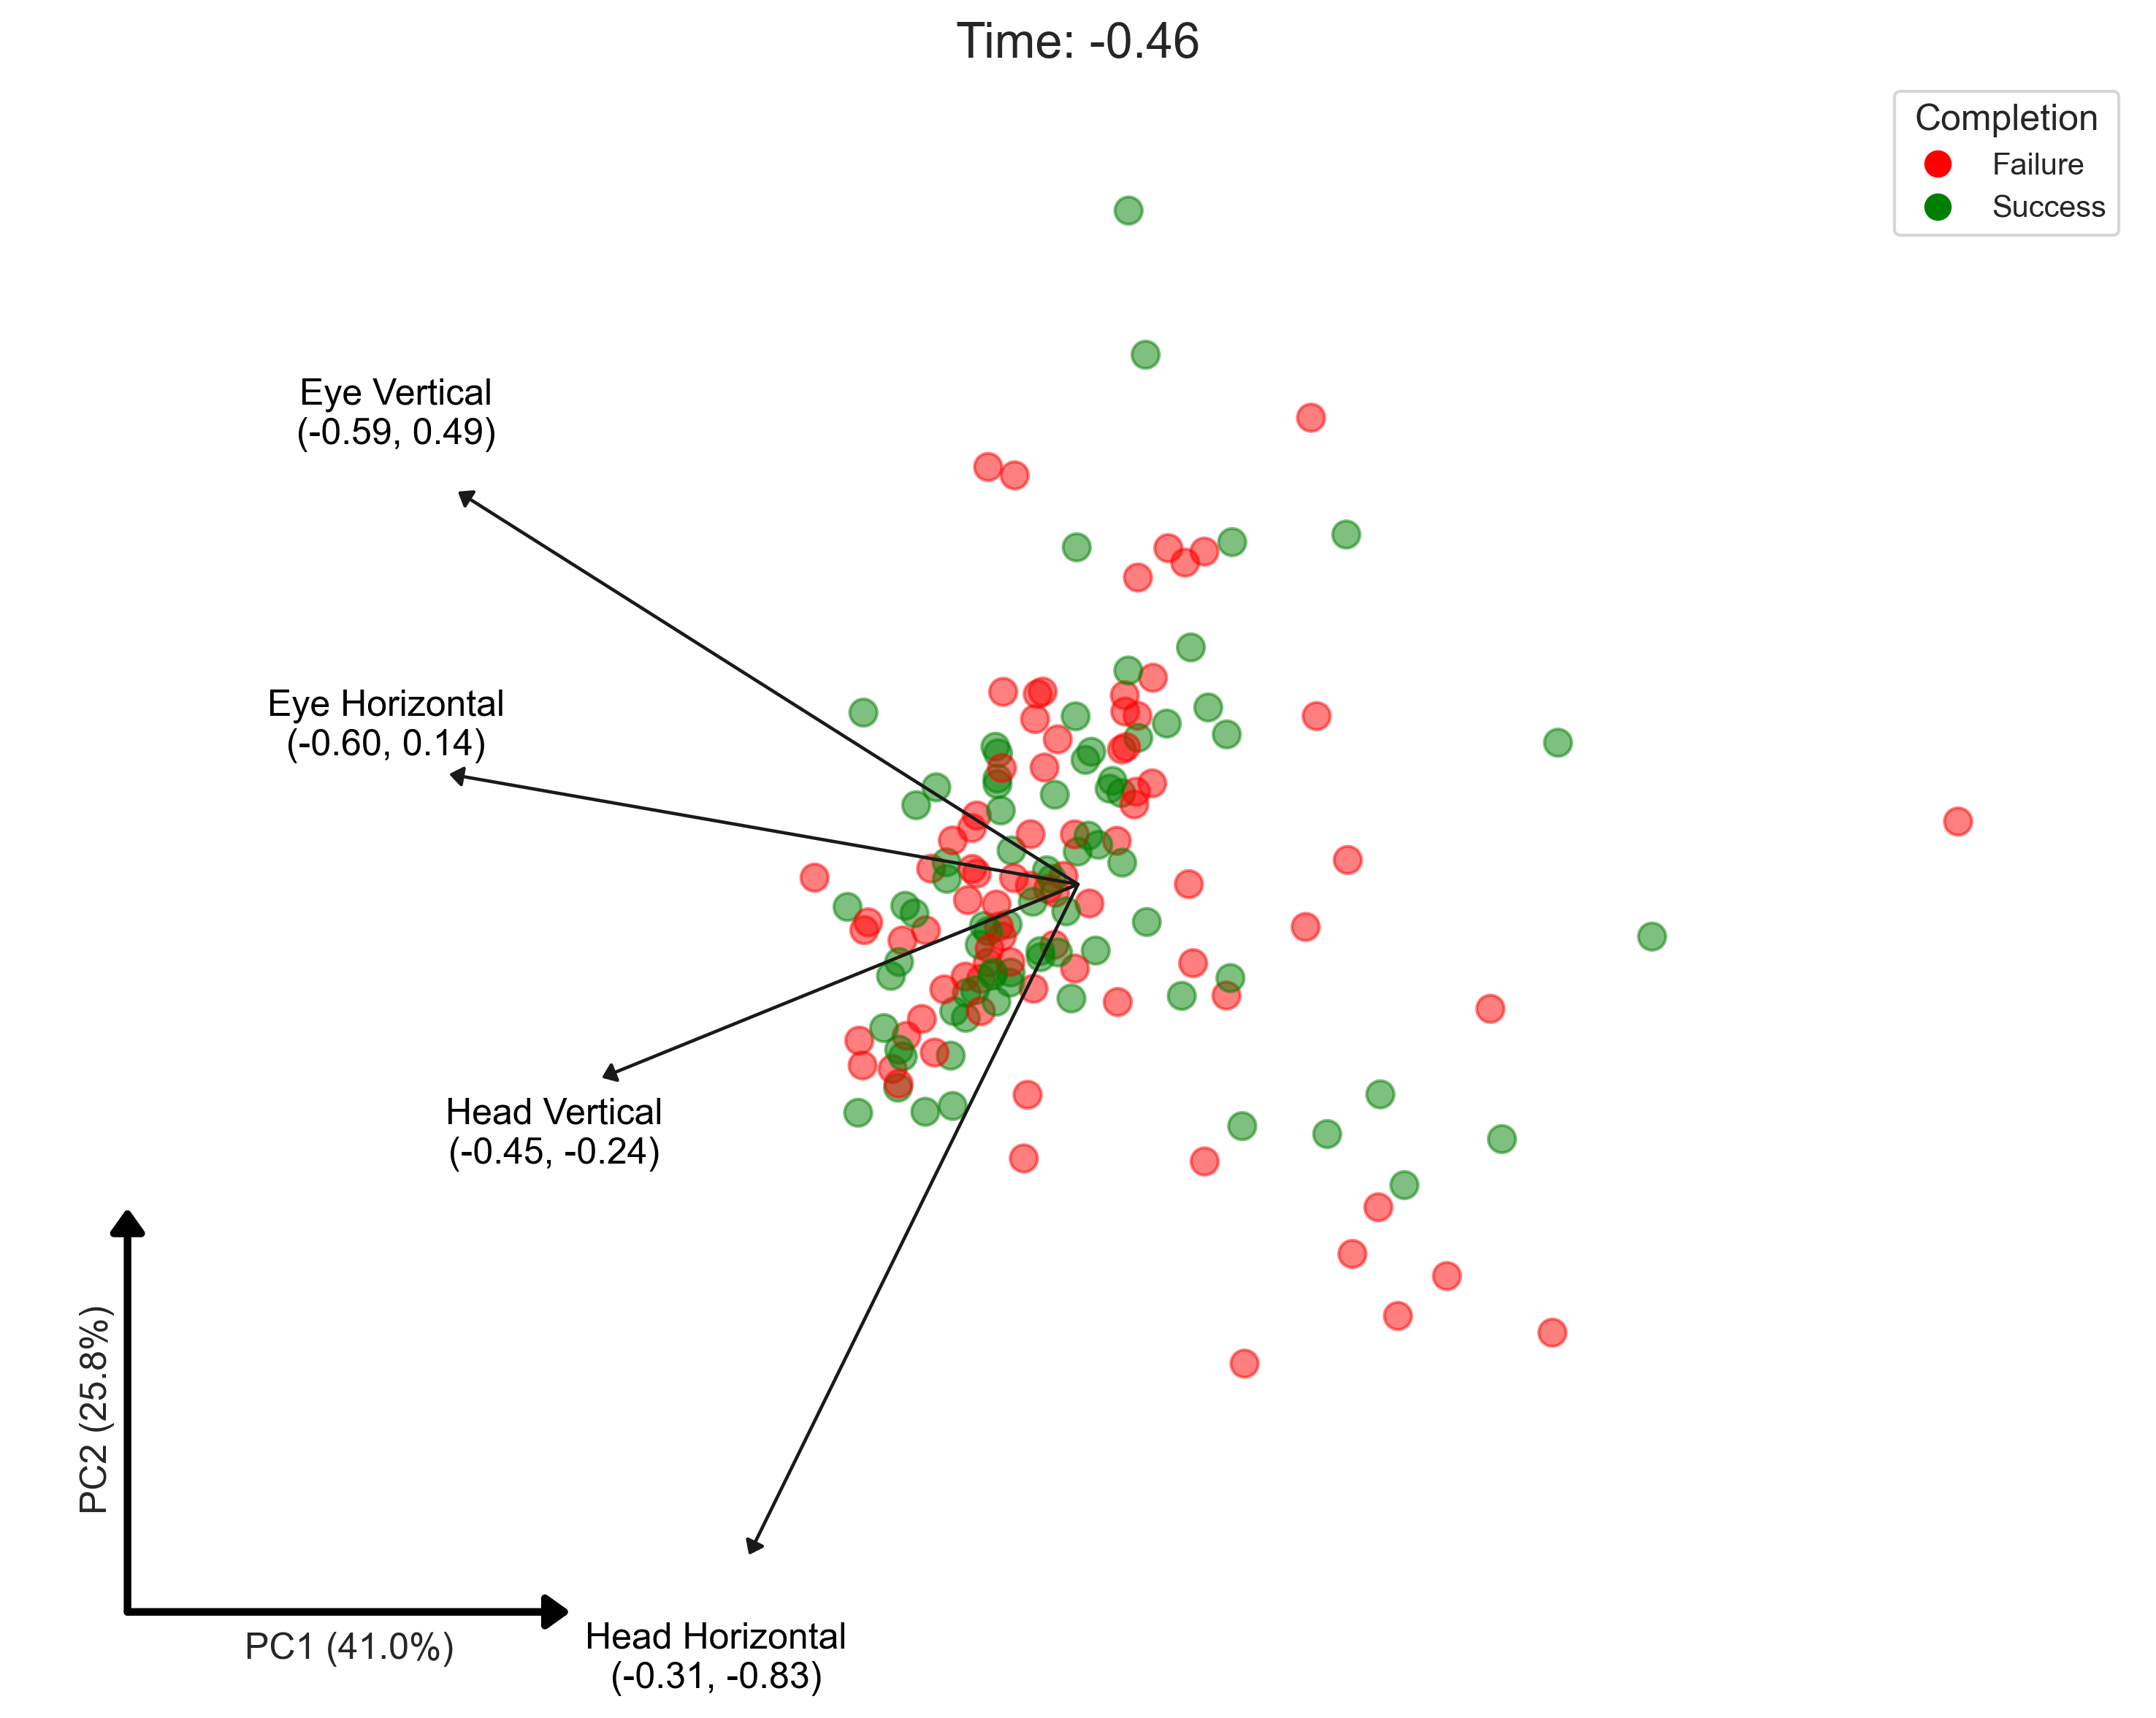 Time: -0.46
Completion
Failure
Success
Eye Vertical
(-0.59, 0.49)
Eye Horizontal
(-0.60, 0.14)
Head Vertical
(-0.45, -0.24)
PC2 (25.8%)
PC1 (41.0%)
Head Horizontal
(-0.31, -0.83)